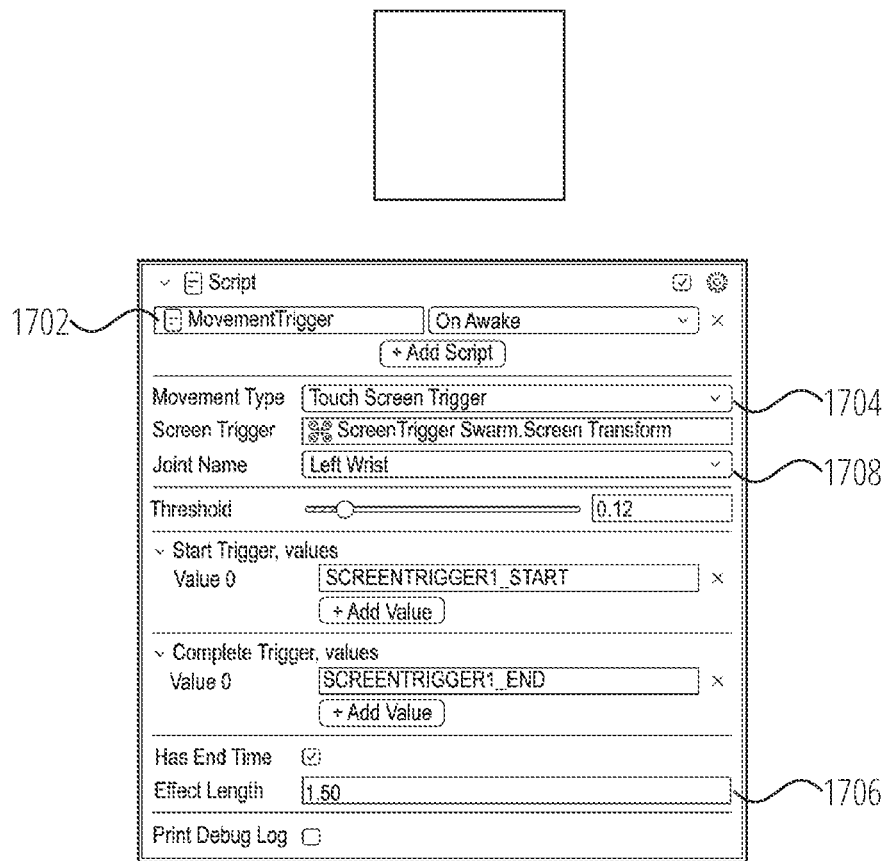 Script
1702 MovementTrigger On Awake ×
+ Add Script
Movement Type Touch Screen Trigger 1704
Screen Trigger ScreenTrigger Swarm.Screen Transform
Joint Name Left Wrist 1708
Threshold 0.12
Start Trigger, values
Value 0 SCREENTRIGGER1_START ×
+ Add Value
Complete Trigger, values
Value 0 SCREENTRIGGER1_END ×
+ Add Value
Has End Time
Effect Length 1.50 1706
Print Debug Log